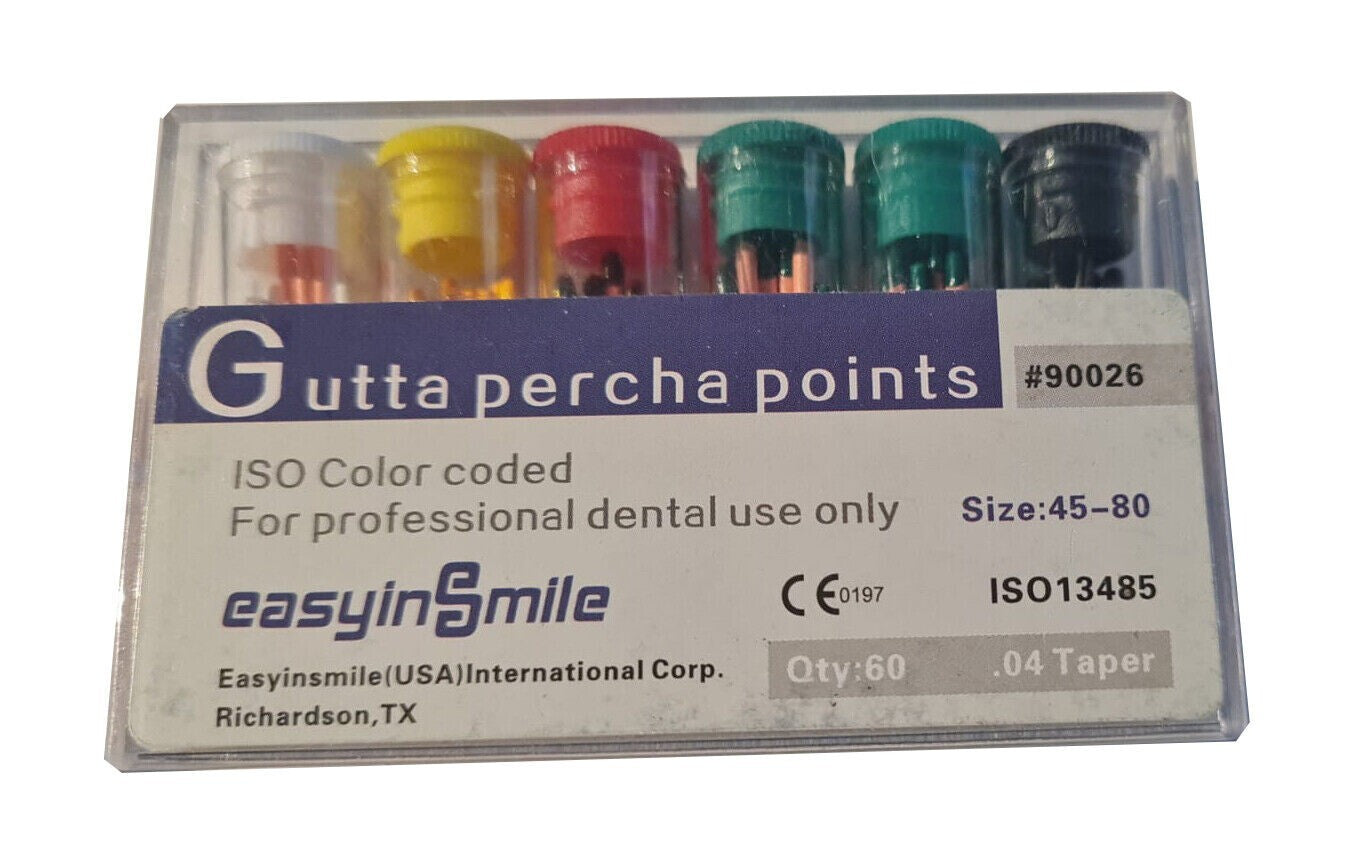 Gutta percha points
#90026
ISO Color coded
For professional dental use only
Size:45-80
easyinSmile
CE0197
ISO13485
Easyinsmile(USA)International Corp.
Qty:60
.04 Taper
Richardson,TX